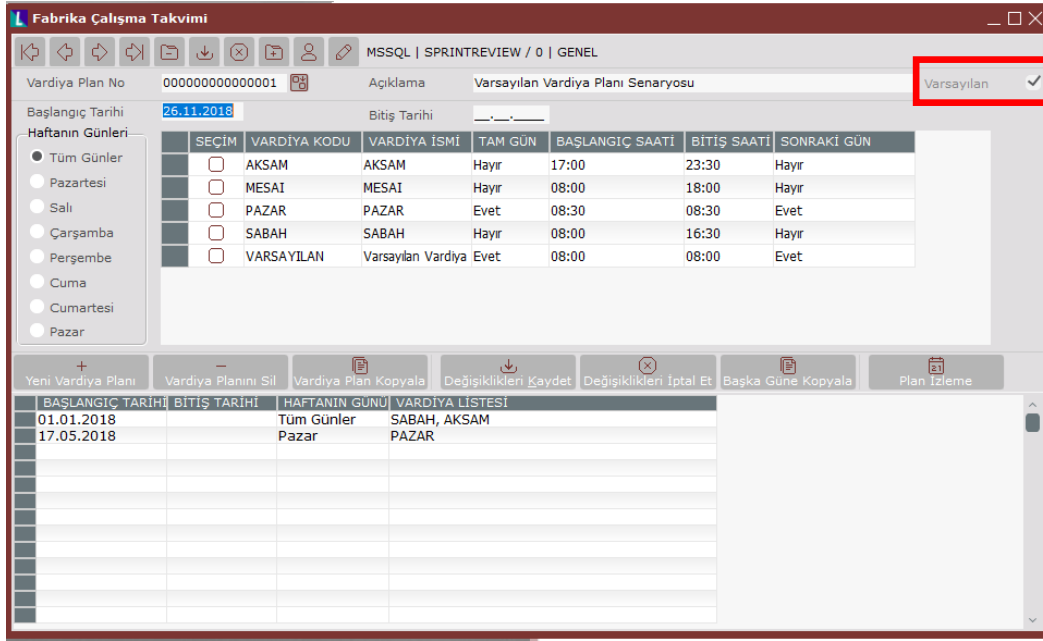 Fabrika Çalışma Takvimi
MSSQL | SPRINTREVIEW / 0 | GENEL
Vardiya Plan No 000000000000001 Açıklama Varsayılan Vardiya Planı Senaryosu Varsayılan
Başlangıç Tarihi 26.11.2018 Bitiş Tarihi __.__.____
Haftanın Günleri
Tüm Günler
Pazartesi
Salı
Çarşamba
Perşembe
Cuma
Cumartesi
Pazar
SEÇİM VARDİYA KODU VARDİYA İSMİ TAM GÜN BAŞLANGIÇ SAATİ BİTİŞ SAATİ SONRAKİ GÜN
AKSAM AKSAM Hayır 17:00 23:30 Hayır
MESAI MESAI Hayır 08:00 18:00 Hayır
PAZAR PAZAR Evet 08:30 08:30 Evet
SABAH SABAH Hayır 08:00 16:30 Hayır
VARSAYILAN Varsayılan Vardiya Evet 08:00 08:00 Evet
Yeni Vardiya Planı Vardiya Planını Sil Vardiya Plan Kopyala Değişiklikleri Kaydet Değişiklikleri İptal Et Başka Güne Kopyala Plan İzleme
BAŞLANGIÇ TARİHİ BİTİŞ TARİHİ HAFTANIN GÜNÜ VARDİYA LİSTESİ
01.01.2018 Tüm Günler SABAH, AKSAM
17.05.2018 Pazar PAZAR